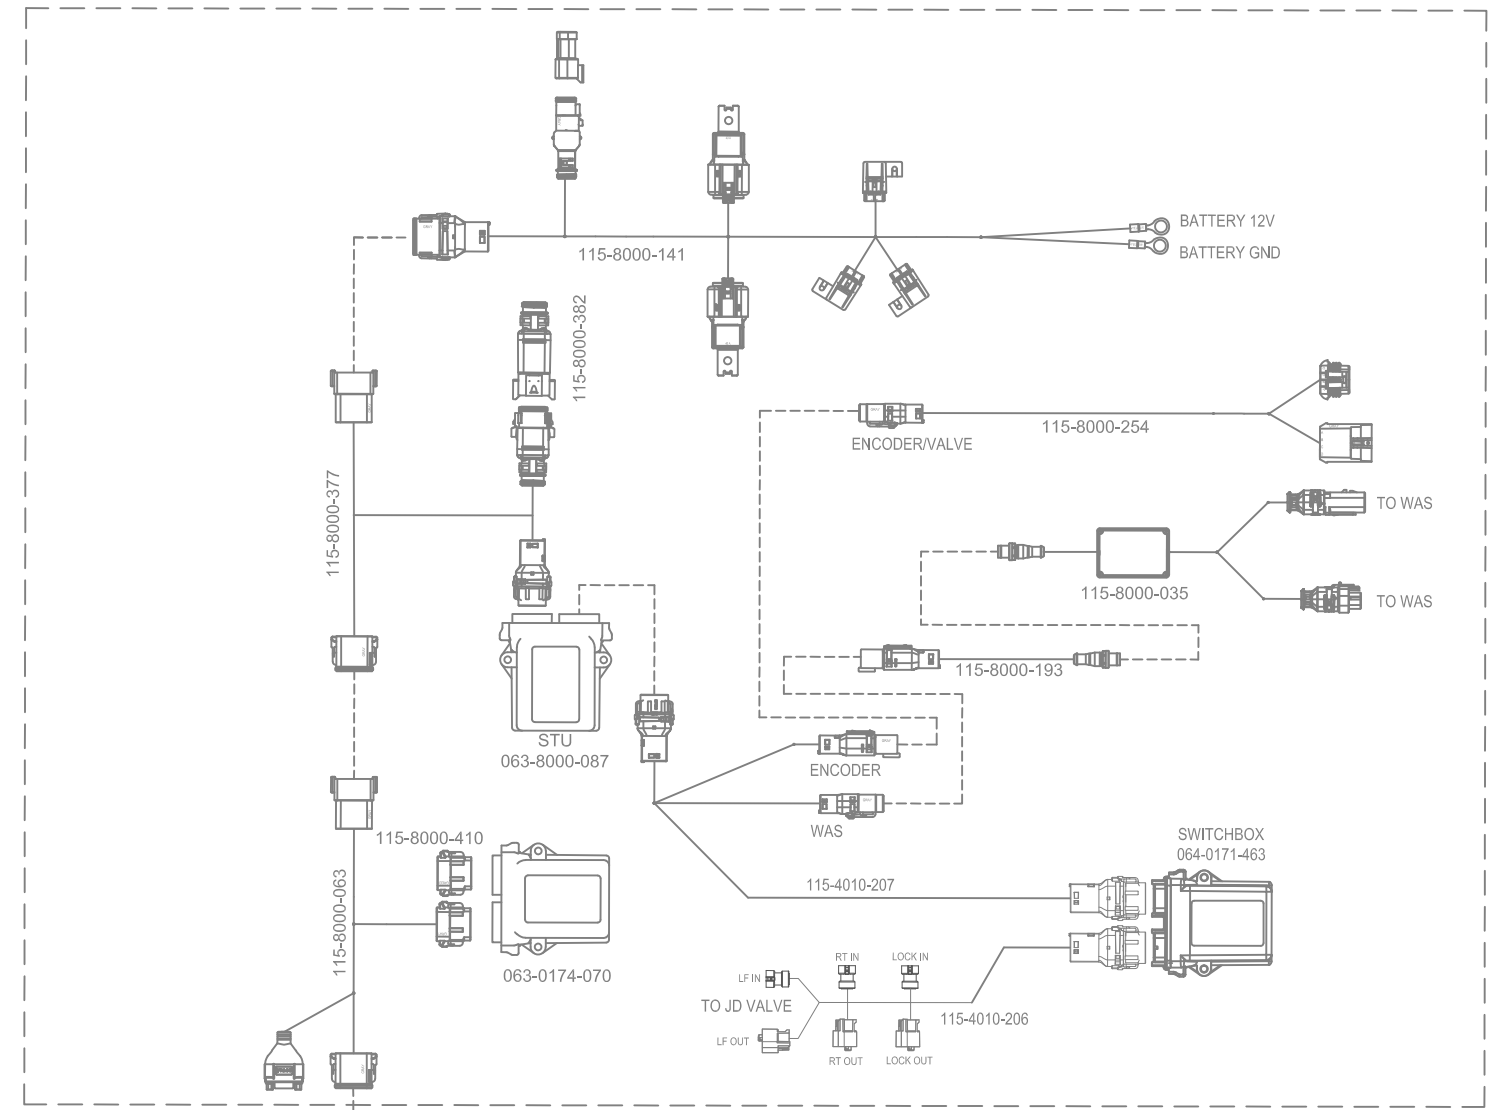 BATTERY 12V
115-8000-141
BATTERY GND
115-8000-382
115-8000-254
ENCODER/VALVE
115-8000-377
TO WAS
115-8000-035
TO WAS
115-8000-193
STU
063-8000-087
ENCODER
WAS
115-8000-410
SWITCHBOX
064-0171-463
115-4010-207
115-8000-063
063-0174-070
RT IN
LOCK IN
LF IN
TO JD VALVE
115-4010-206
LF OUT
RT OUT
LOCK OUT